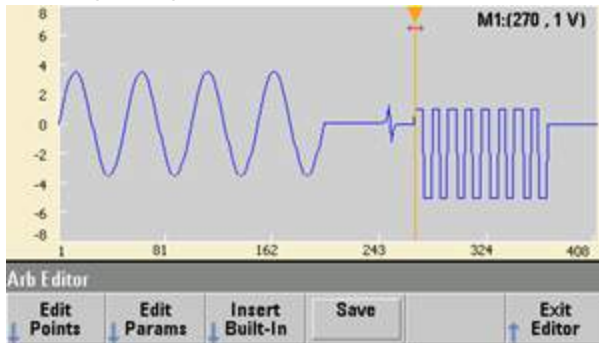 M1:(270 , 1 V)
8
6
4
2
0
-2
-4
-6
-8
1 81 162 243 324 408
Arb Editor
Edit Points
Edit Params
Insert Built-In
Save
Exit Editor